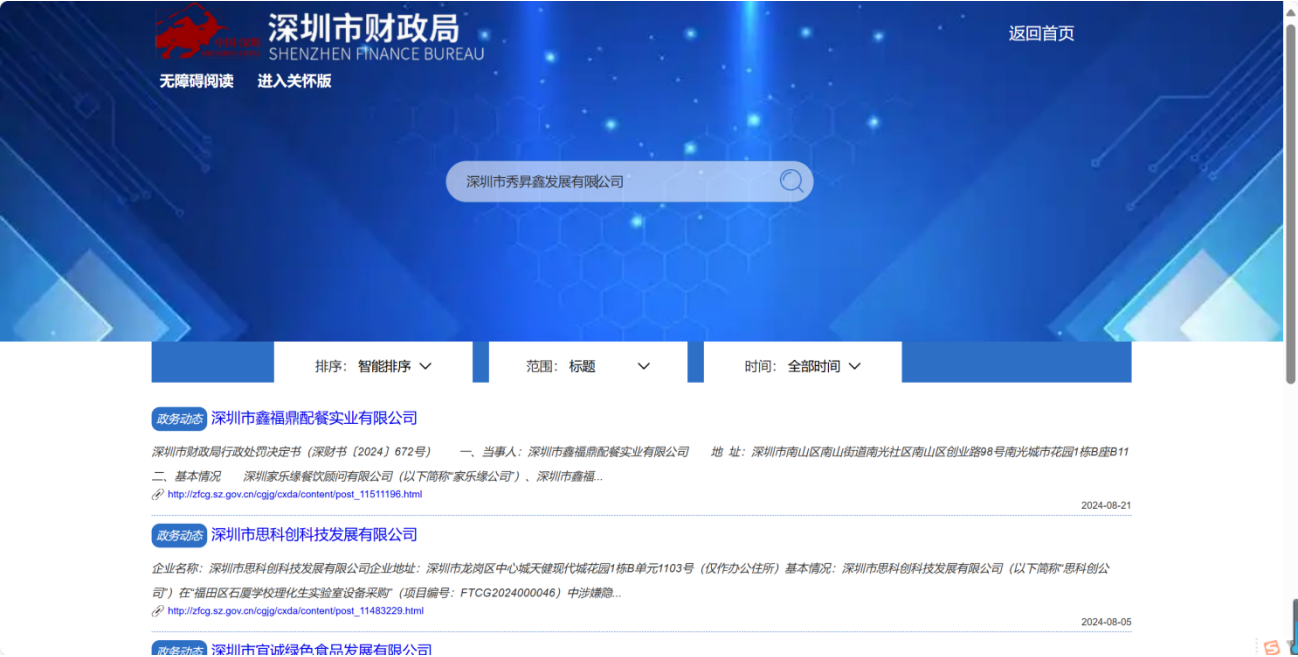 深圳市财政局
SHENZHEN FINANCE BUREAU
返回首页
无障碍阅读 进入关怀版
深圳市秀昇鑫发展有限公司
排序： 智能排序 范围： 标题 时间： 全部时间
政务动态 深圳市鑫福鼎配餐实业有限公司
深圳市财政局行政处罚决定书（深财书〔2024〕672号） 一、当事人：深圳市鑫福鼎配餐实业有限公司 地 址：深圳市南山区南山街道南光社区南山区创业路98号南光城市花园1栋B座B11
二、基本情况 深圳家乐缘餐饮顾问有限公司（以下简称“家乐缘公司”）、深圳市鑫福...
http://zfcg.sz.gov.cn/cgjg/cxda/content/post_11511196.html
2024-08-21
政务动态 深圳市思科创科技发展有限公司
企业名称：深圳市思科创科技发展有限公司企业地址：深圳市龙岗区中心城天健现代城花园1栋B单元1103号（仅作办公住所）基本情况：深圳市思科创科技发展有限公司（以下简称“思科创公
司”）在“福田区石厦学校理化生实验室设备采购”（项目编号：FTCG2024000046）中涉嫌隐...
http://zfcg.sz.gov.cn/cgjg/cxda/content/post_11483229.html
2024-08-05
政务动态 深圳市宜诚绿色食品发展有限公司